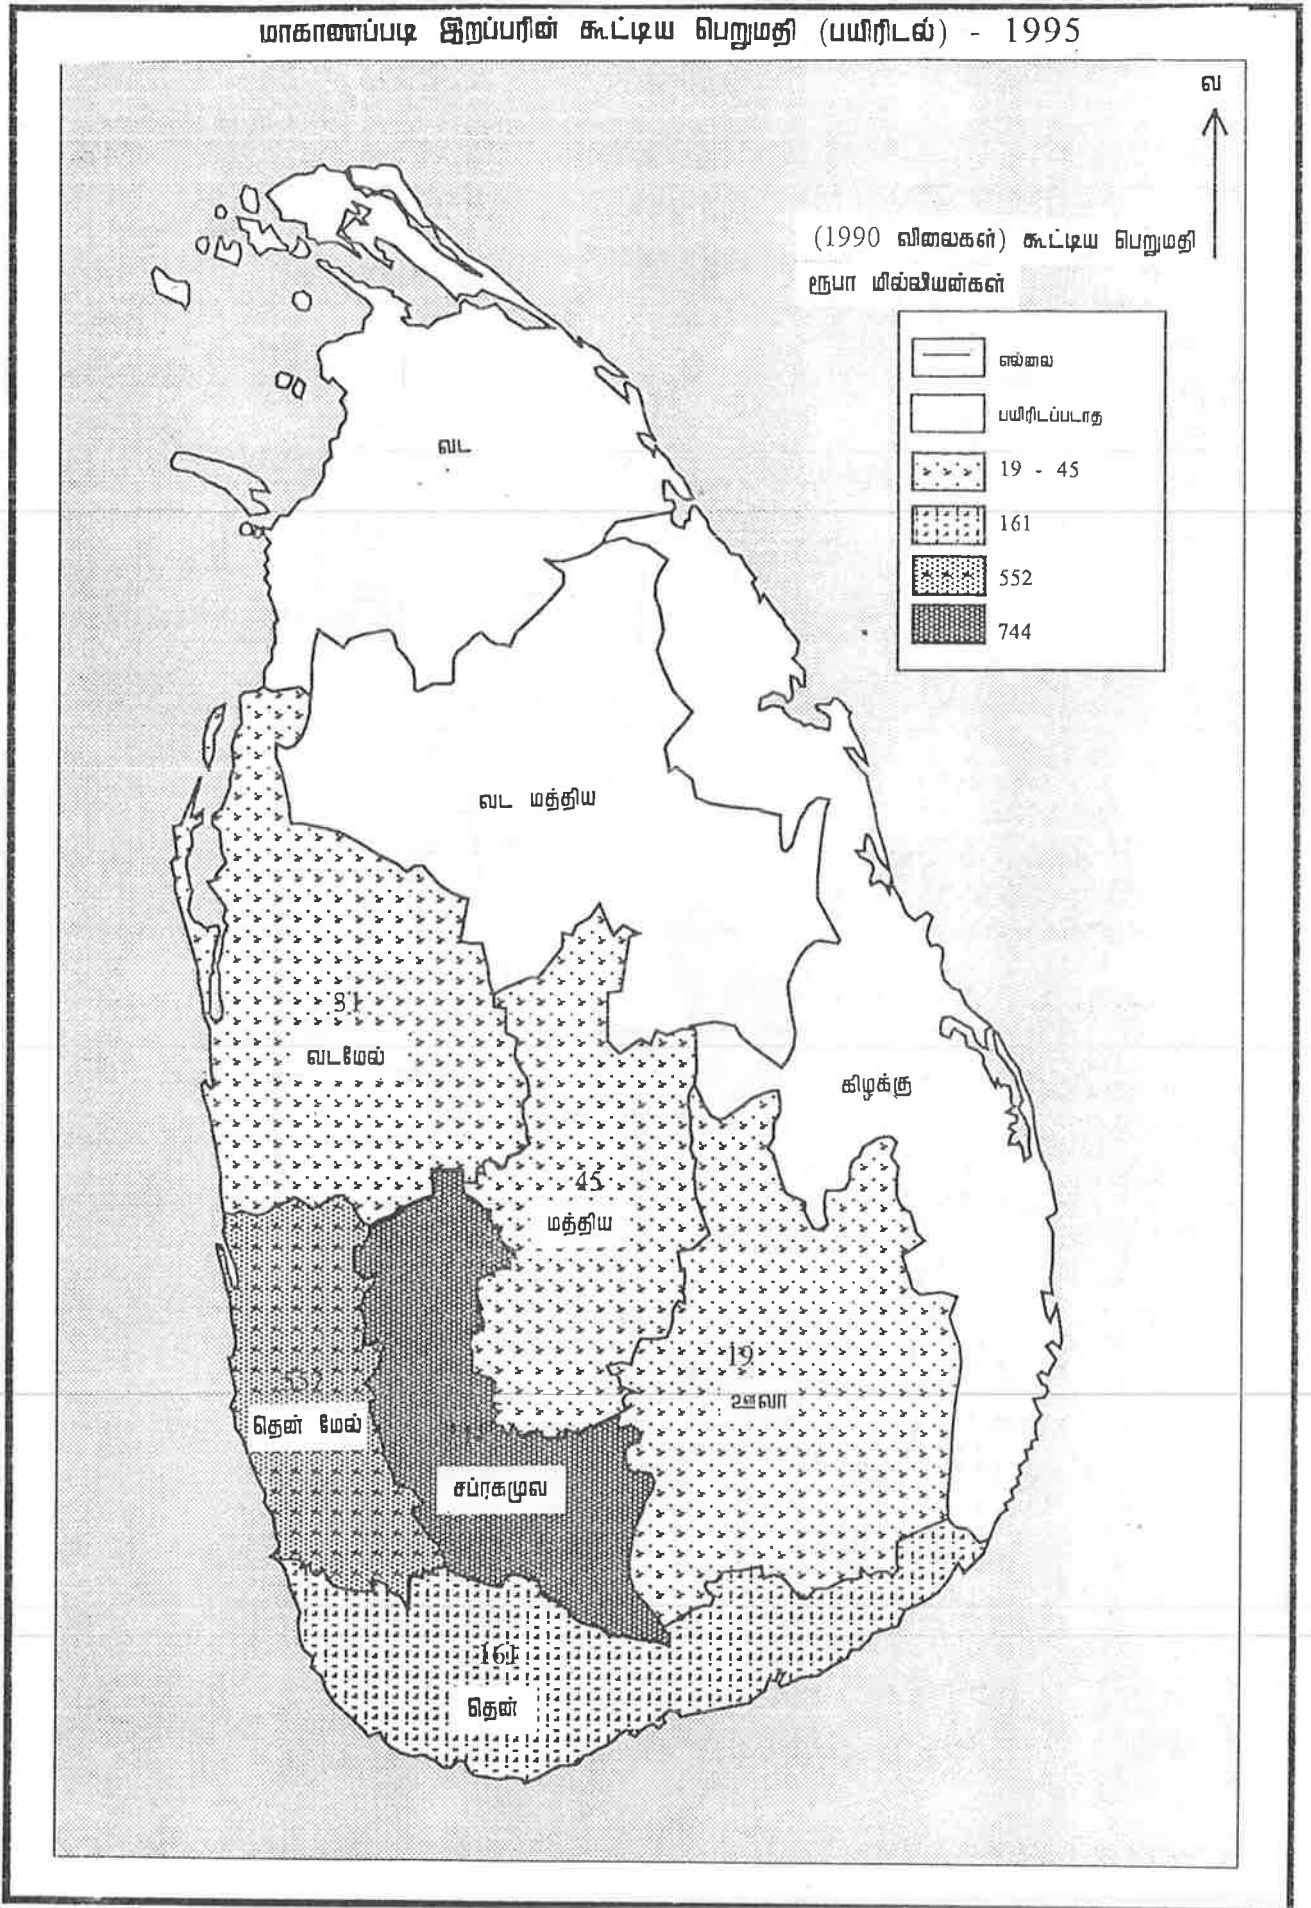 மாகாணப்படி இறப்பரின் கூட்டிய பெறுமதி (பயிரிடல்) - 1995
வ
(1990 விலைகள்) கூட்டிய பெறுமதி
ரூபா மில்லியன்கள்
எல்லை
பயிரிடப்படாத
19 - 45
161
552
744
வட
வட மத்திய
வடமேல்
கிழக்கு
45
மத்திய
19
ஊவா
தென் மேல்
சப்ரகமுல
161
தென்